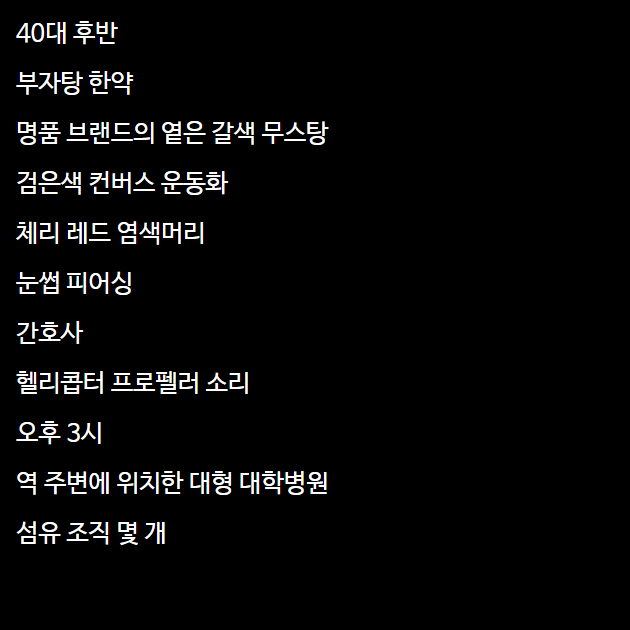 40대 후반
부자탕 한약
명품 브랜드의 옅은 갈색 무스탕
검은색 컨버스 운동화
체리 레드 염색머리
눈썹 피어싱
간호사
헬리콥터 프로펠러 소리
오후 3시
역 주변에 위치한 대형 대학병원
섬유 조직 몇 개